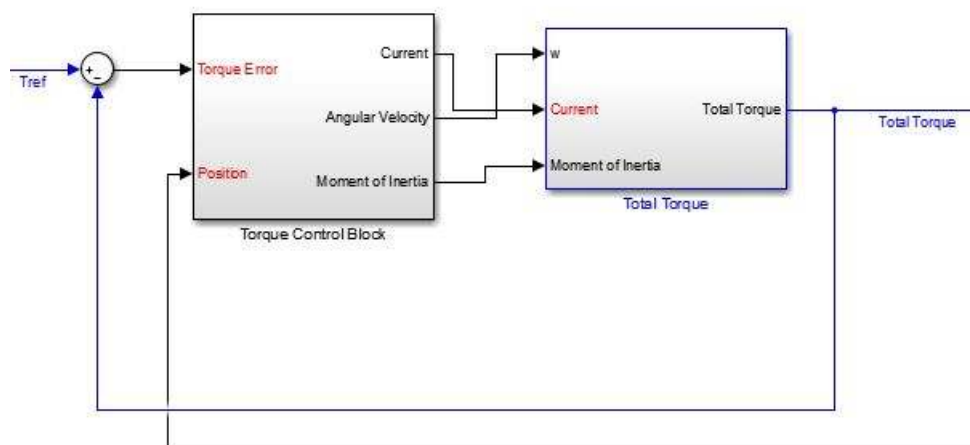 Tref
+
-
Torque Error
Position
Current
Angular Velocity
Moment of Inertia
Torque Control Block
w
Current
Moment of Inertia
Total Torque
Total Torque
Total Torque